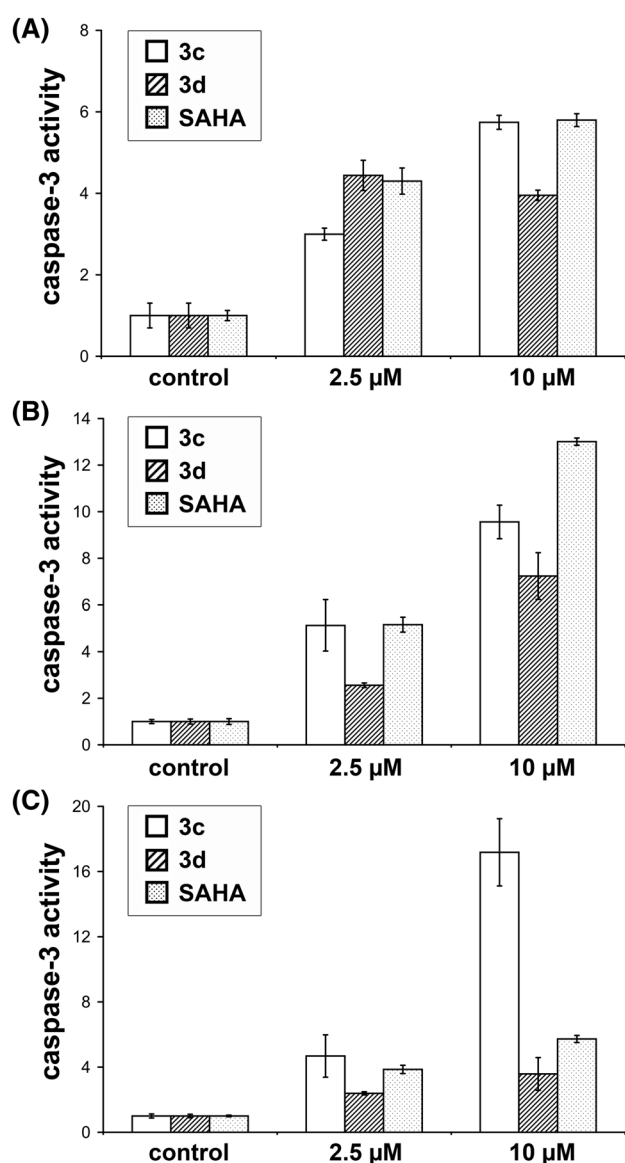 (A)
8
6
4
2
0
caspase-3 activity
3c
3d
SAHA
control 2.5 µM 10 µM
(B)
14
12
10
8
6
4
2
0
caspase-3 activity
3c
3d
SAHA
control 2.5 µM 10 µM
(C)
20
16
12
8
4
0
caspase-3 activity
3c
3d
SAHA
control 2.5 µM 10 µM